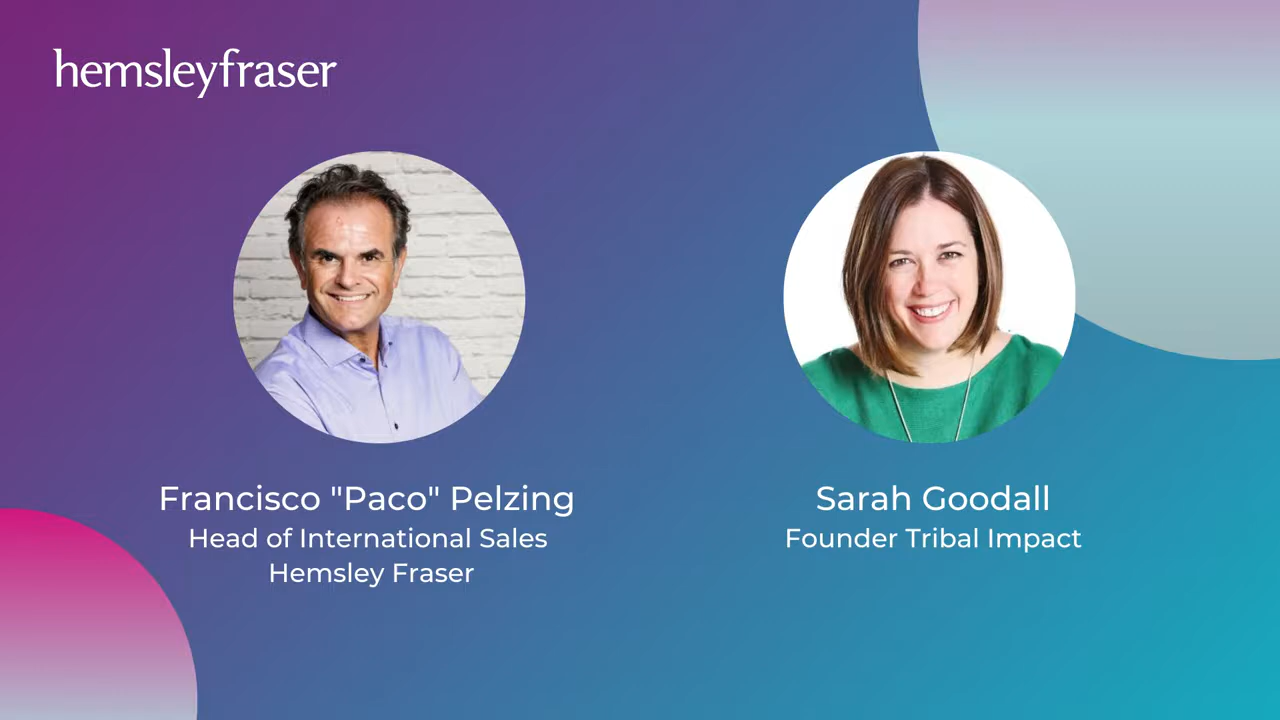 hemsleyfraser
Francisco "Paco" Pelzing
Head of International Sales
Hemsley Fraser
Sarah Goodall
Founder Tribal Impact